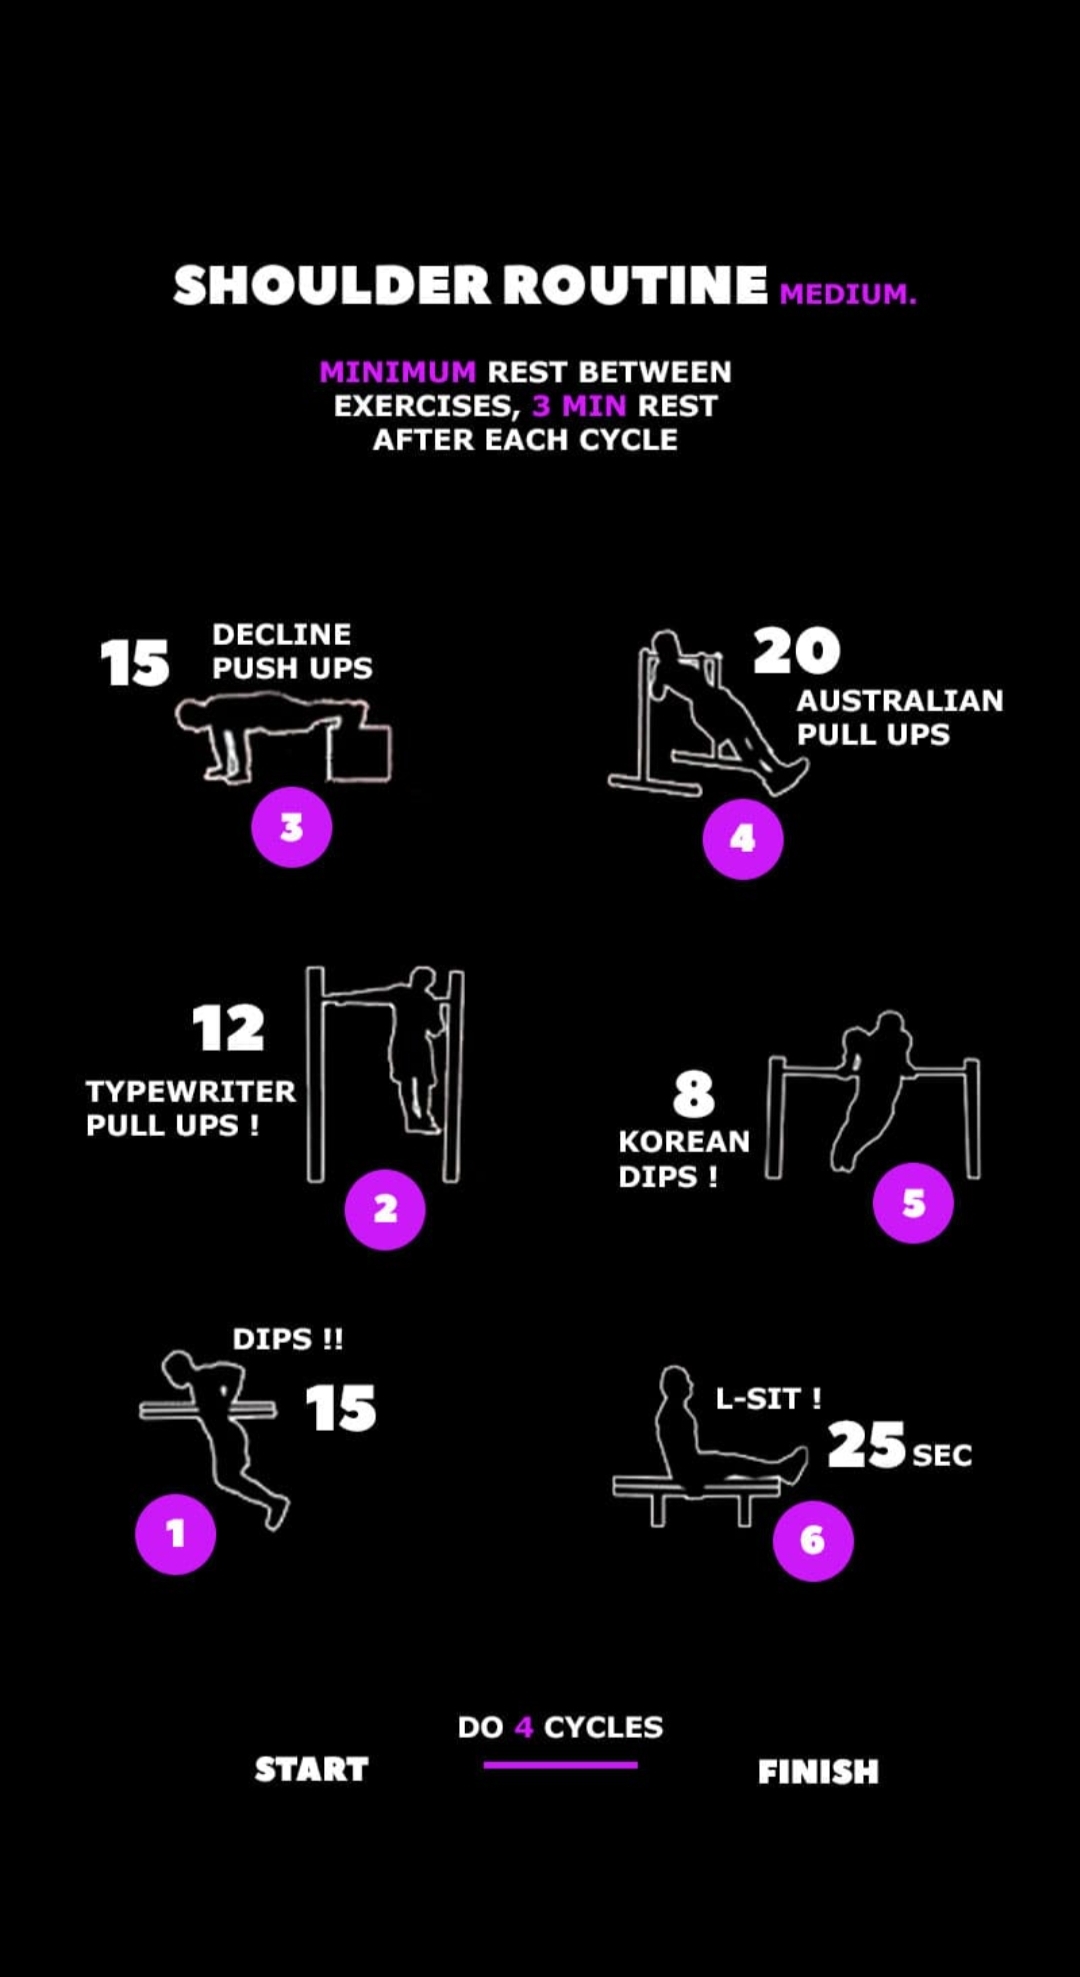 SHOULDER ROUTINE MEDIUM.
MINIMUM REST BETWEEN
EXERCISES, 3 MIN REST
AFTER EACH CYCLE
15
DECLINE
PUSH UPS
3
20
AUSTRALIAN
PULL UPS
4
12
TYPEWRITER
PULL UPS !
2
8
KOREAN
DIPS !
5
DIPS !!
15
1
L-SIT !
25 SEC
6
DO 4 CYCLES
START
FINISH